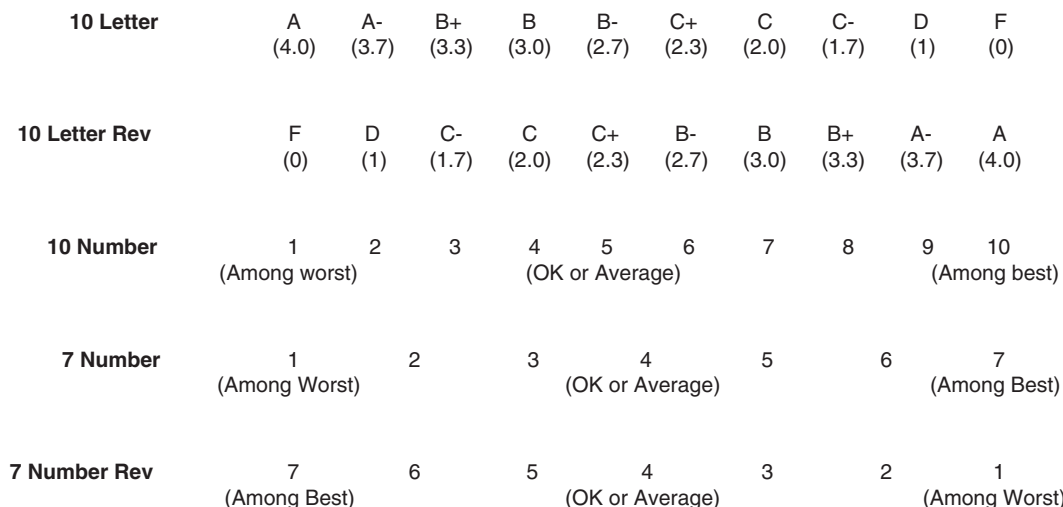 10 Letter A A- B+ B B- C+ C C- D F
(4.0) (3.7) (3.3) (3.0) (2.7) (2.3) (2.0) (1.7) (1) (0)
10 Letter Rev F D C- C C+ B- B B+ A- A
(0) (1) (1.7) (2.0) (2.3) (2.7) (3.0) (3.3) (3.7) (4.0)
10 Number 1 2 3 4 5 6 7 8 9 10
(Among worst) (OK or Average) (Among best)
7 Number 1 2 3 4 5 6 7
(Among Worst) (OK or Average) (Among Best)
7 Number Rev 7 6 5 4 3 2 1
(Among Best) (OK or Average) (Among Worst)